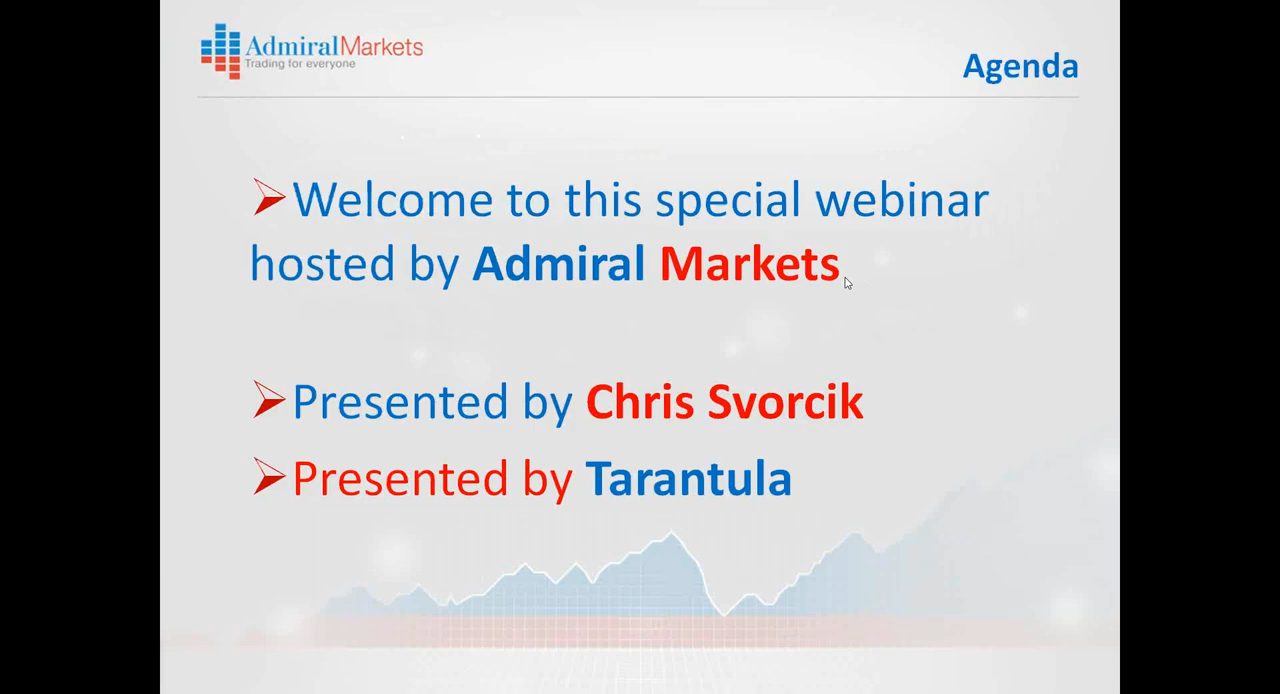 AdmiralMarkets
Trading for everyone
Agenda
➢Welcome to this special webinar
hosted by Admiral Markets
➢Presented by Chris Svorcik
➢Presented by Tarantula